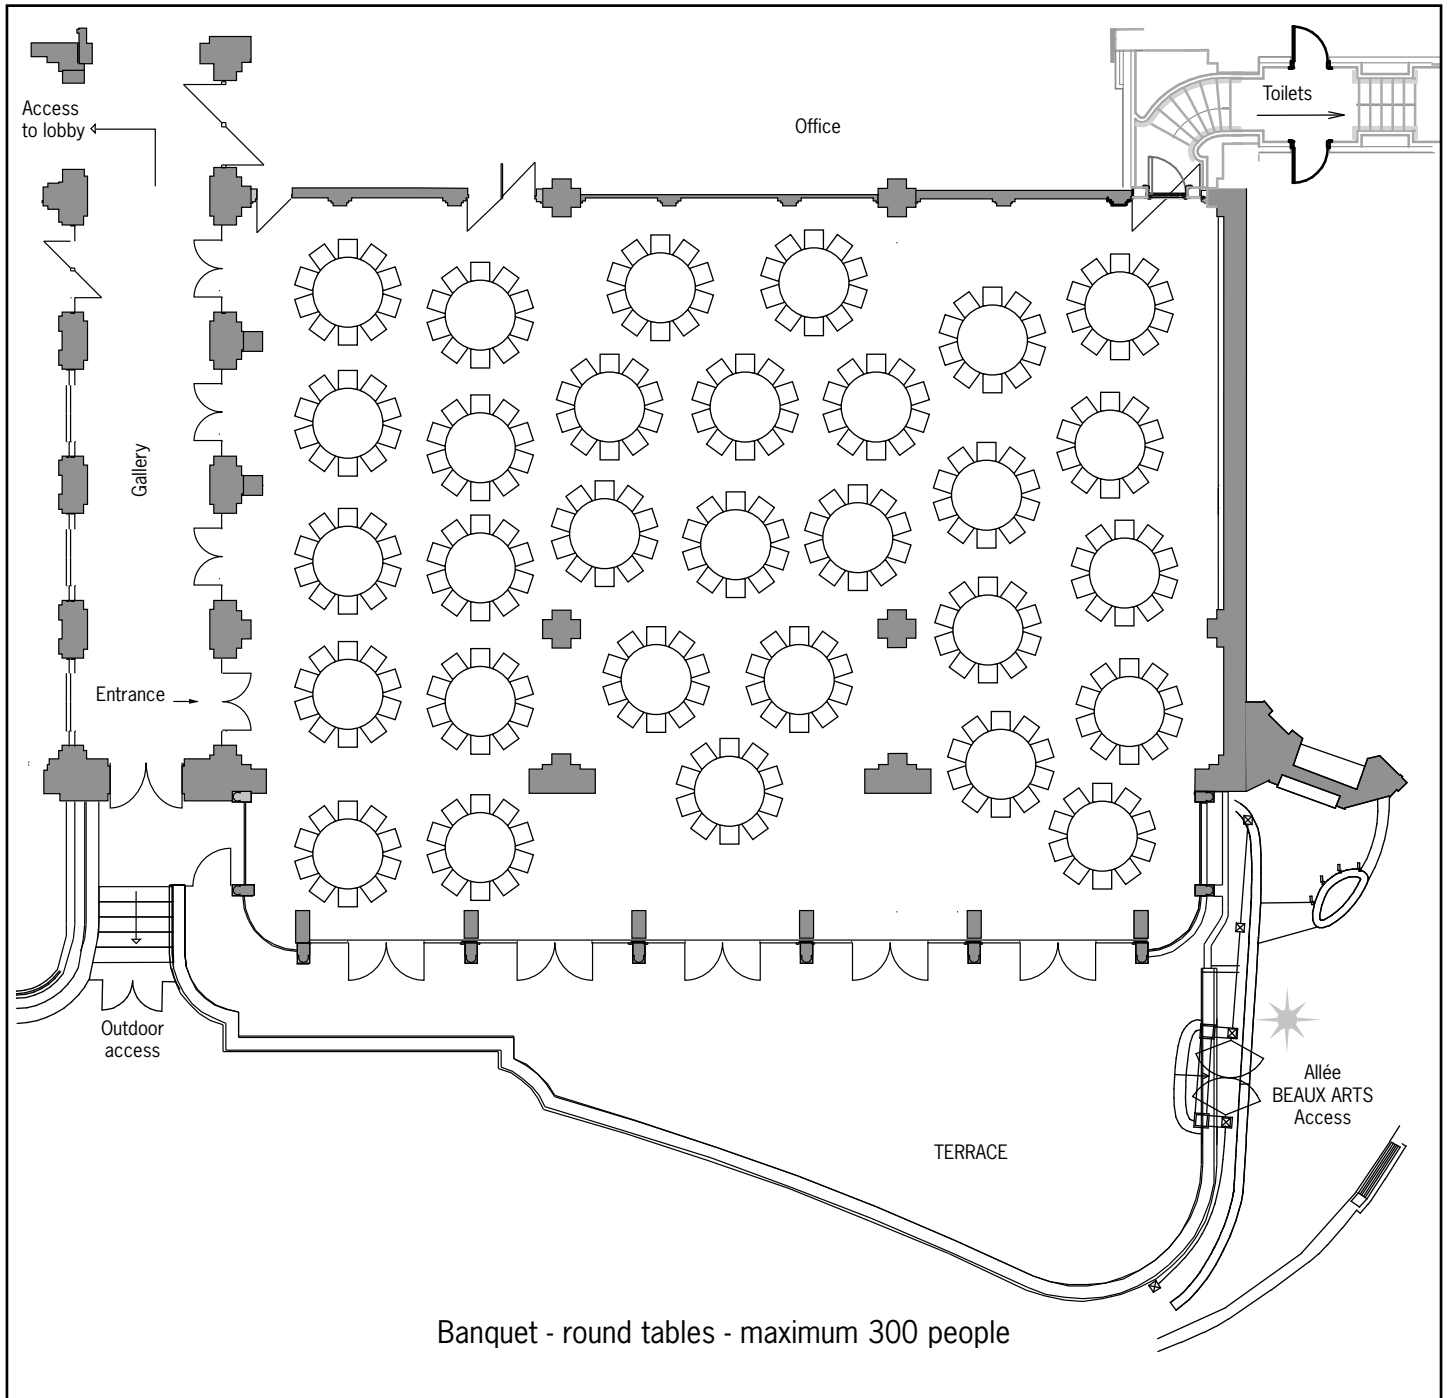 Access
to lobby
Office
Toilets
Gallery
Entrance
Outdoor
access
Allée
BEAUX ARTS
Access
TERRACE
Banquet - round tables - maximum 300 people